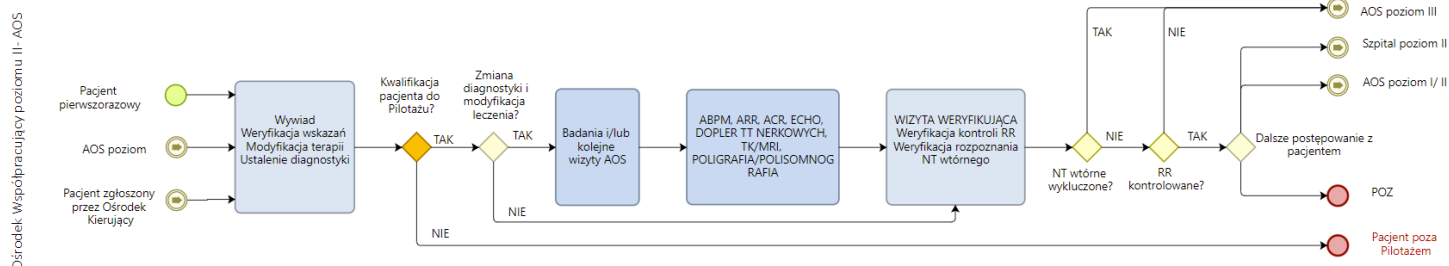 Ośrodek Współpracujący poziomu II- AOS
Pacjent
pierwszorazowy
AOS poziom
Pacjent zgłoszony
przez Ośrodek
Kierujący
Wywiad
Weryfikacja wskazań
Modyfikacja terapii
Ustalenie diagnostyki
Kwalifikacja
pacjenta do
Pilotażu?
TAK
NIE
Zmiana
diagnostyki i
modyfikacja
leczenia?
TAK
NIE
Badania i/lub
kolejne
wizyty AOS
ABPM, ARR, ACR, ECHO,
DOPLER TT NERKOWYCH,
TK/MRI,
POLIGRAFIA/POLISOMNOG
RAFIA
WIZYTA WERYFIKUJĄCA
Weryfikacja kontroli RR
Weryfikacja rozpoznania
NT wtórnego
NT wtórne
wykluczone?
TAK
NIE
RR
kontrolowane?
NIE
TAK
Dalsze postępowanie z
pacjentem
AOS poziom III
Szpital poziom II
AOS poziom I/ II
POZ
Pacjent poza
Pilotażem